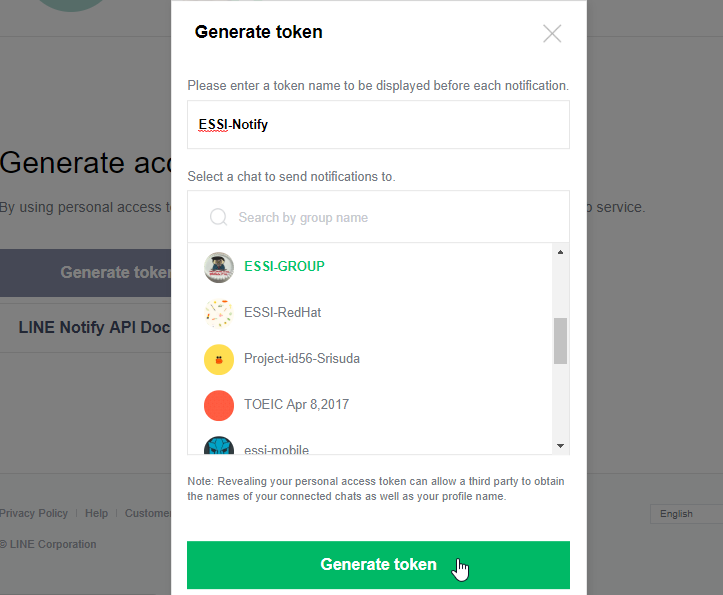 Generate token
Please enter a token name to be displayed before each notification.
ESSI-Notify
Select a chat to send notifications to.
Search by group name
ESSI-GROUP
ESSI-RedHat
Project-id56-Srisuda
TOEIC Apr 8,2017
essi-mobile
Note: Revealing your personal access token can allow a third party to obtain
the names of your connected chats as well as your profile name.
Generate token
Generate
By using personal access
service.
Generate
LINE Notify API
Privacy Policy | Help |
English
© LINE Corporation